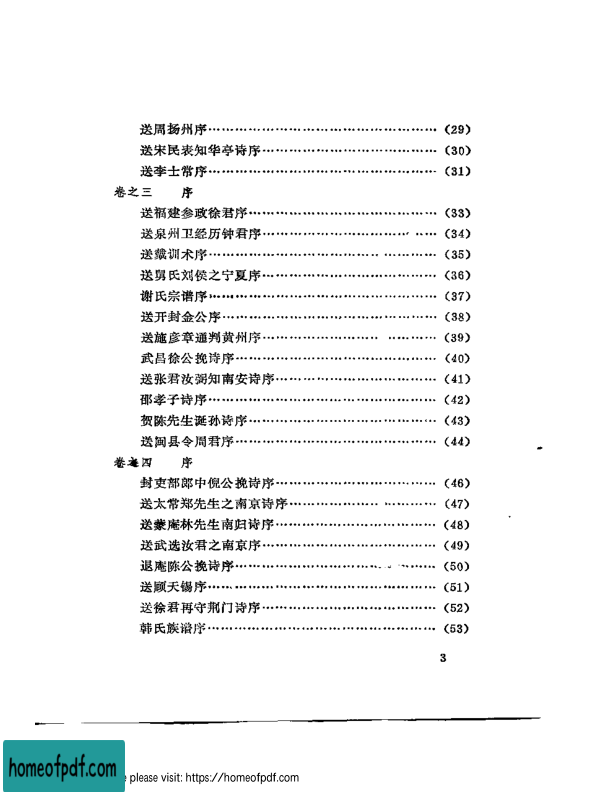 送周扬州序……………………………(29)
送宋民表知华亭诗序……………………………(30)
送李士常序……………………………(31)
卷之三 序
送福建参政徐君序……………………………(33)
送泉州卫经历钟君序……………………………(34)
送戴训术序……………………………(35)
送舅氏刘侯之宁夏序……………………………(36)
谢氏宗谱序……………………………(37)
送开封金公序……………………………(38)
送施彦章通判黄州序……………………………(39)
武昌徐公挽诗序……………………………(40)
送张君汝弼知南安诗序……………………………(41)
邵孝子诗序……………………………(42)
贺陈先生诞孙诗序……………………………(43)
送闽县令周君序……………………………(44)
卷之四 序
封吏部郎中倪公挽诗序……………………………(46)
送太常郑先生之南京诗序……………………………(47)
送蒙庵林先生南归诗序……………………………(48)
送武选汝君之南京序……………………………(49)
退庵陈公挽诗序……………………………(50)
送顾天锡序……………………………(51)
送徐君再守荆门诗序……………………………(52)
韩氏族谱序……………………………(53)
3
homeofpdf.com
please visit: https://homeofpdf.com